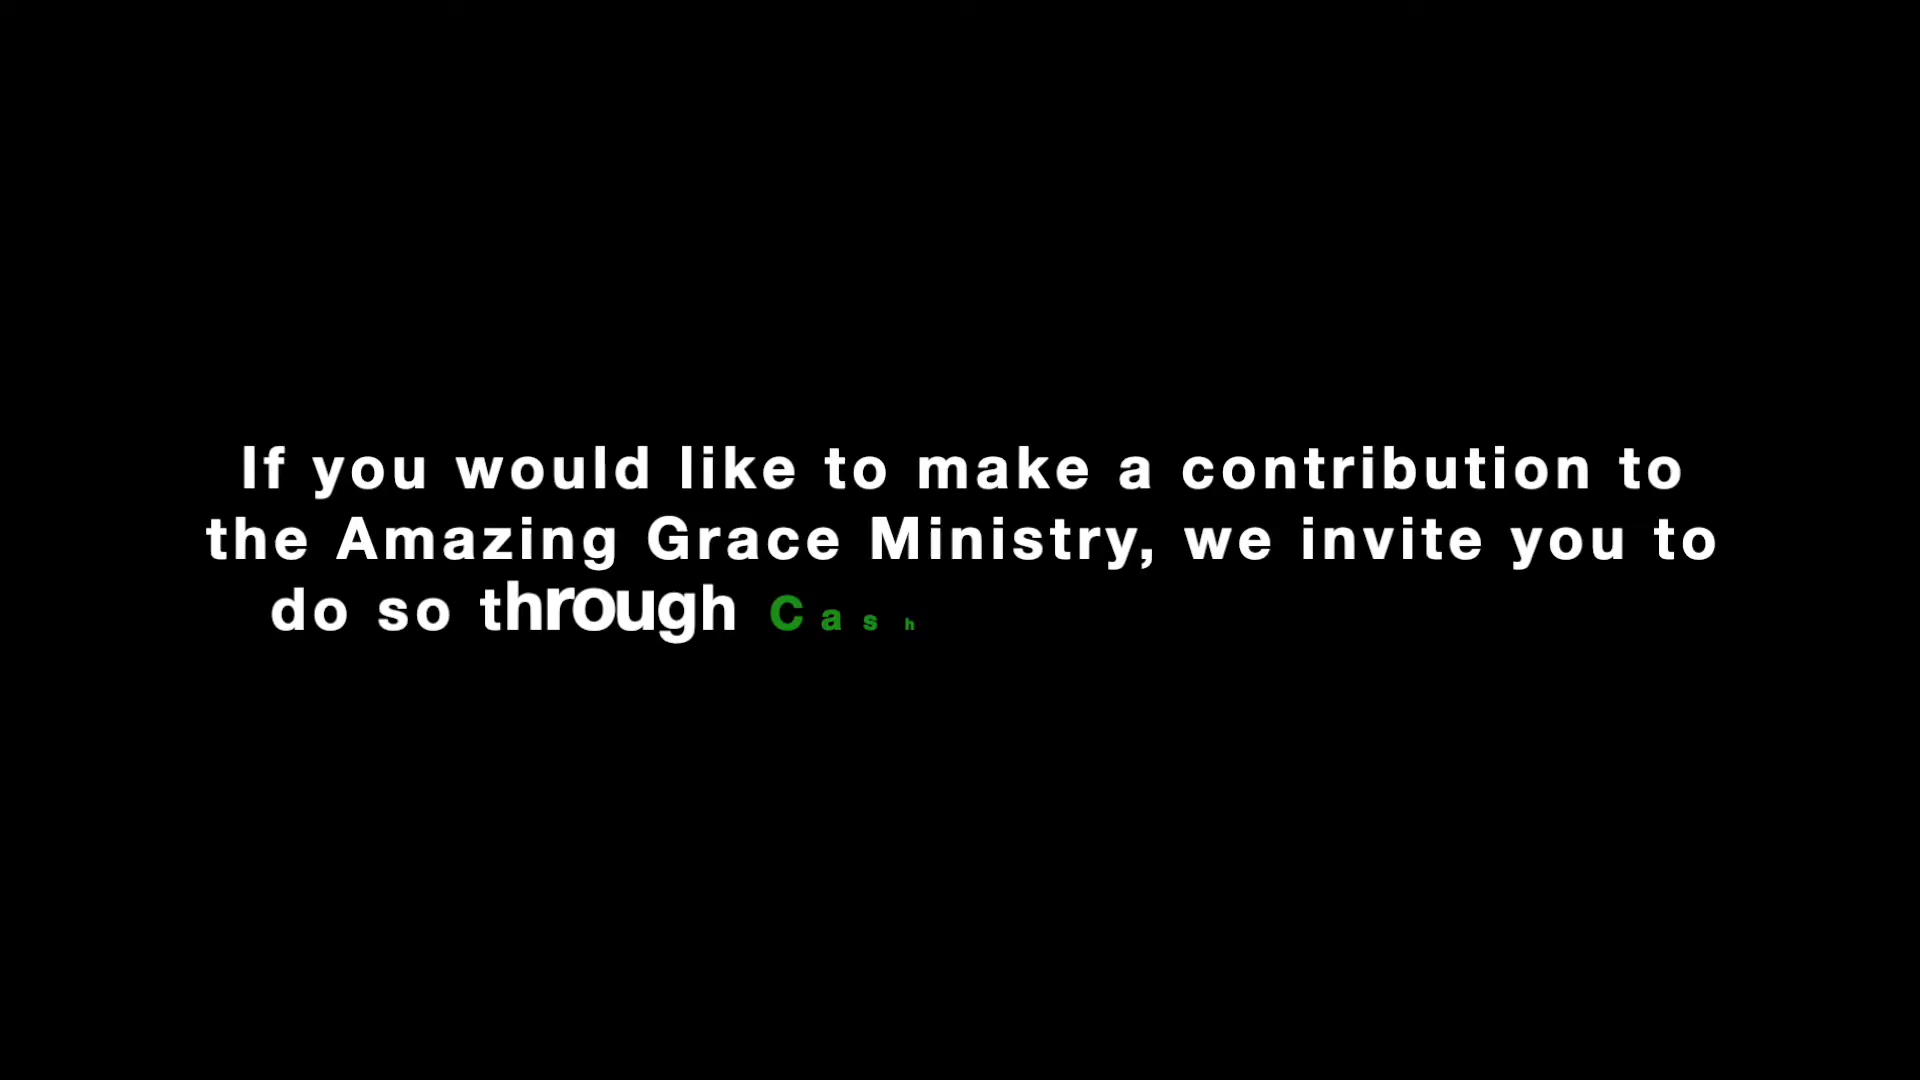 If you would like to make a contribution to
the Amazing Grace Ministry, we invite you to
do so through Cash